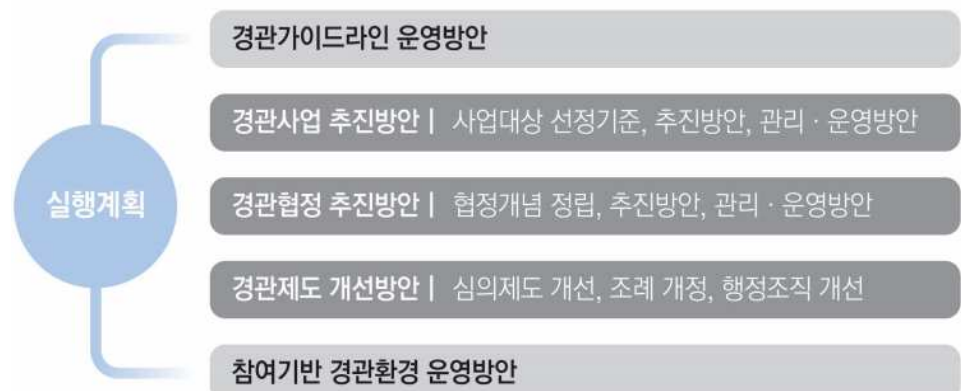 경관가이드라인 운영방안
경관사업 추진방안 | 사업대상 선정기준, 추진방안, 관리 · 운영방안
실행계획
경관협정 추진방안 | 협정개념 정립, 추진방안, 관리 · 운영방안
경관제도 개선방안 | 심의제도 개선, 조례 개정, 행정조직 개선
참여기반 경관환경 운영방안